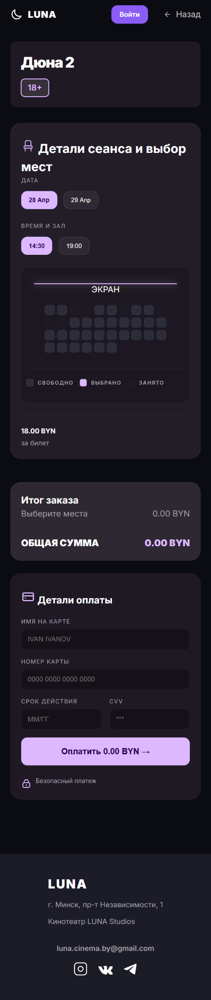 LUNA
Войти
← Назад
Дюна 2
18+
Детали сеанса и выбор
мест
ДАТА
28 Апр
29 Апр
ВРЕМЯ И ЗАЛ
14:30
19:00
ЭКРАН
СВОБОДНО
ВЫБРАНО
ЗАНЯТО
18.00 BYN
за билет
Итог заказа
Выберите места
0.00 BYN
ОБЩАЯ СУММА
0.00 BYN
Детали оплаты
ИМЯ НА КАРТЕ
IVAN IVANOV
НОМЕР КАРТЫ
0000 0000 0000 0000
СРОК ДЕЙСТВИЯ
CVV
ММ/ГГ
***
Оплатить 0.00 BYN →
Безопасный платеж
LUNA
г. Минск, пр-т Независимости, 1
Кинотеатр LUNA Studios
luna.cinema.by@gmail.com